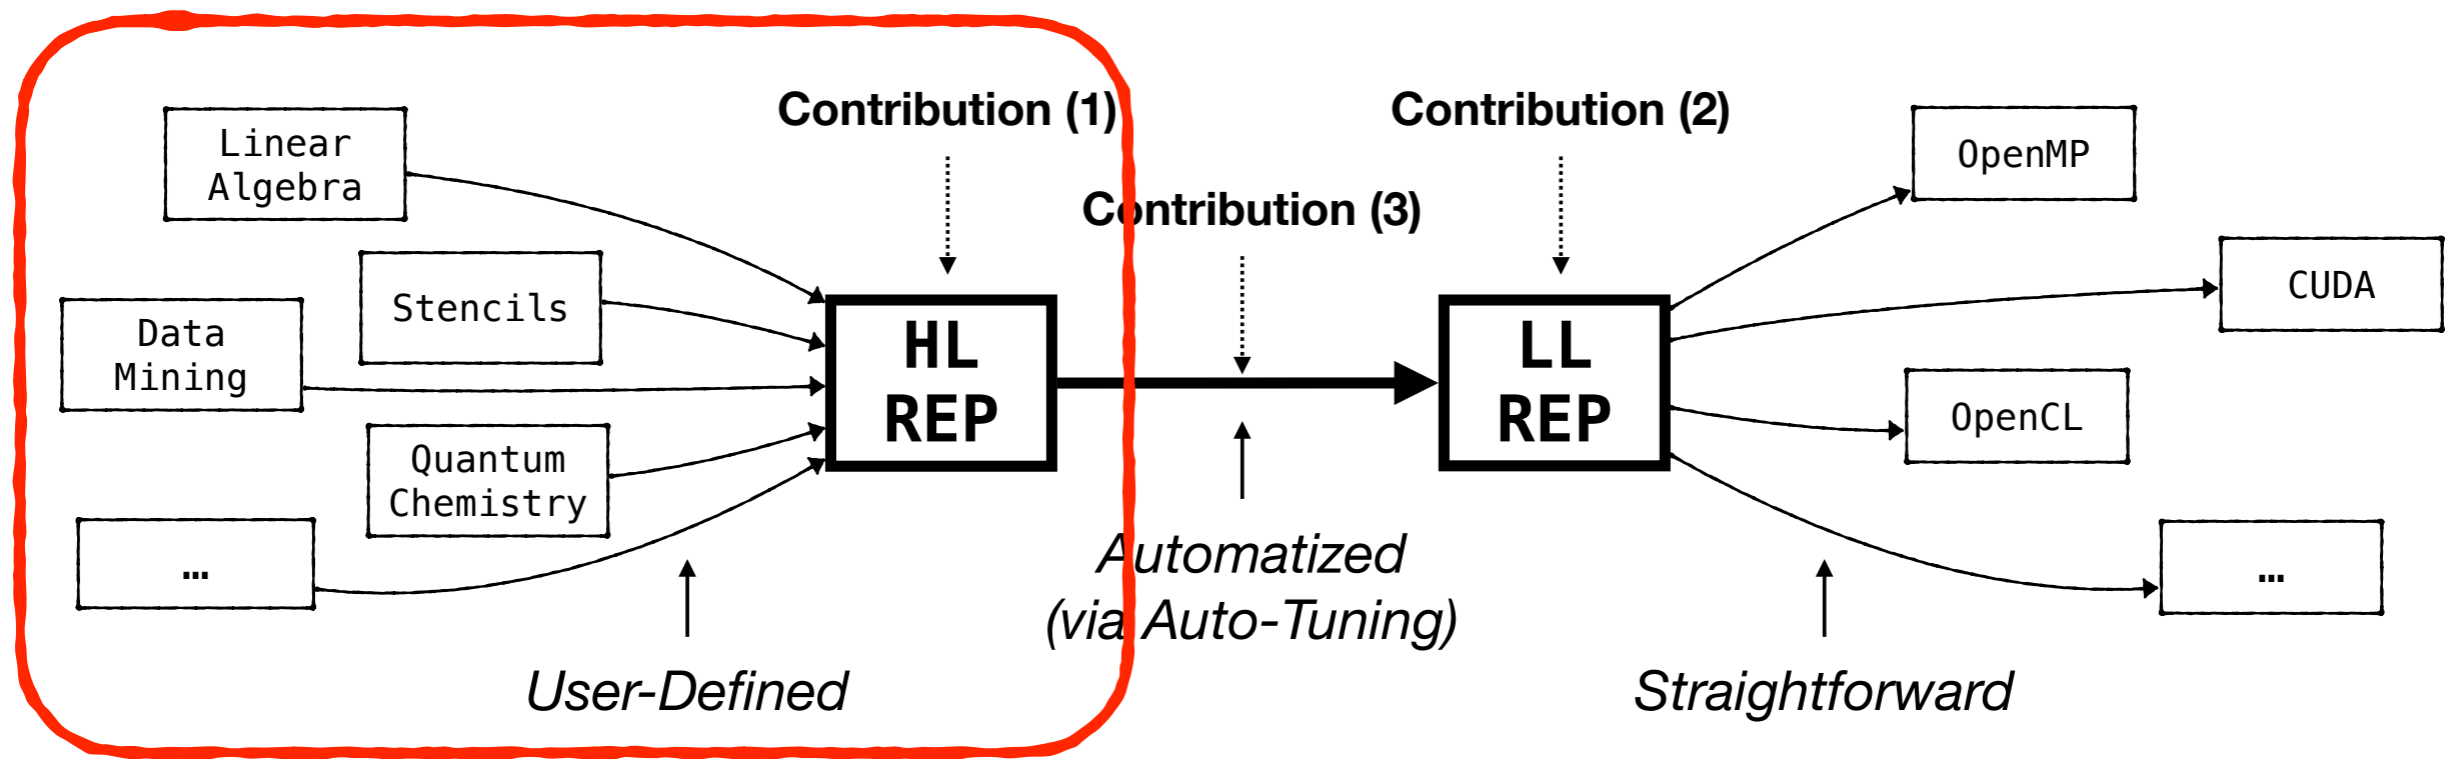 Contribution (1)
Contribution (2)
Contribution (3)
Linear
Algebra
Stencils
Data
Mining
Quantum
Chemistry
…
HL
REP
LL
REP
OpenMP
CUDA
OpenCL
…
User-Defined
Automatized
(via Auto-Tuning)
Straightforward